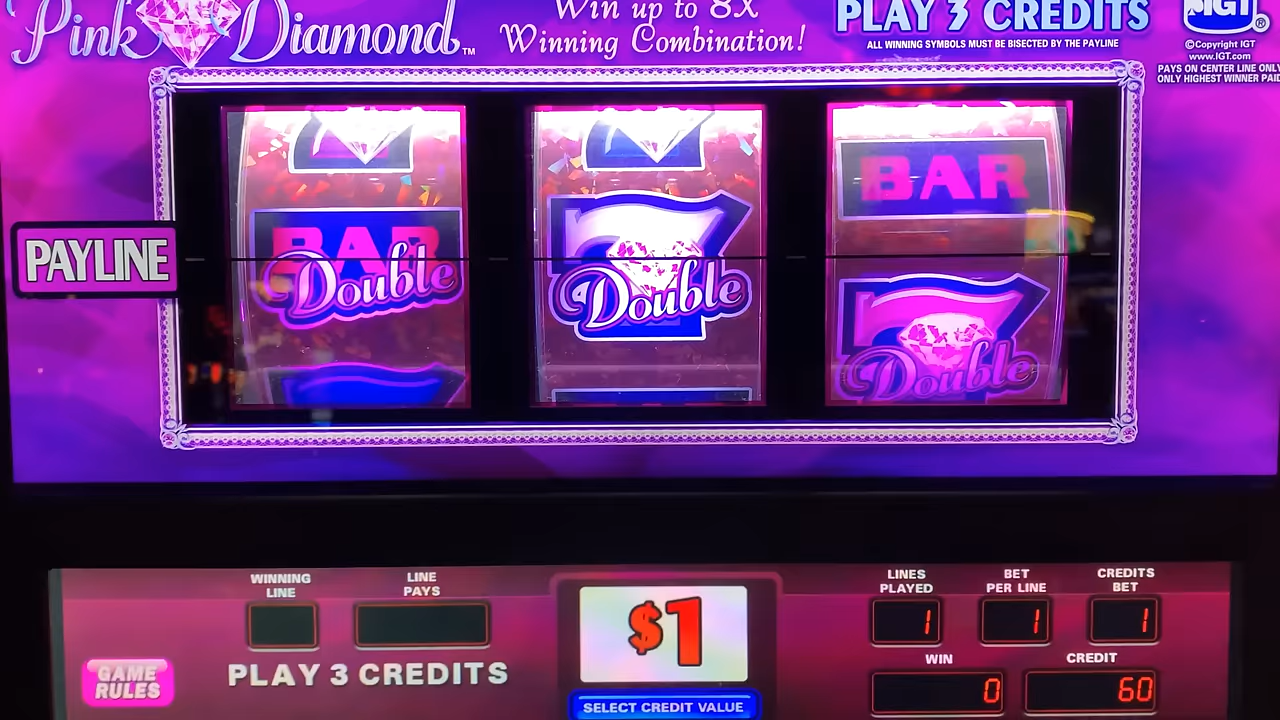 Pink Diamond™
Win up to 8X
Winning Combination!
PLAY 3 CREDITS
ALL WINNING SYMBOLS MUST BE BISECTED BY THE PAYLINE
IGT®
©Copyright IGT
www.IGT.com
PAYS ON CENTER LINE ONLY
ONLY HIGHEST WINNER PAID
BAR
PAYLINE
BAR
Double
7
Double
7
Double
WINNING
LINE
LINE
PAYS
LINES
PLAYED
BET
PER LINE
CREDITS
BET
$1
1
1
1
GAME
RULES
PLAY 3 CREDITS
WIN
CREDIT
0
60
SELECT CREDIT VALUE